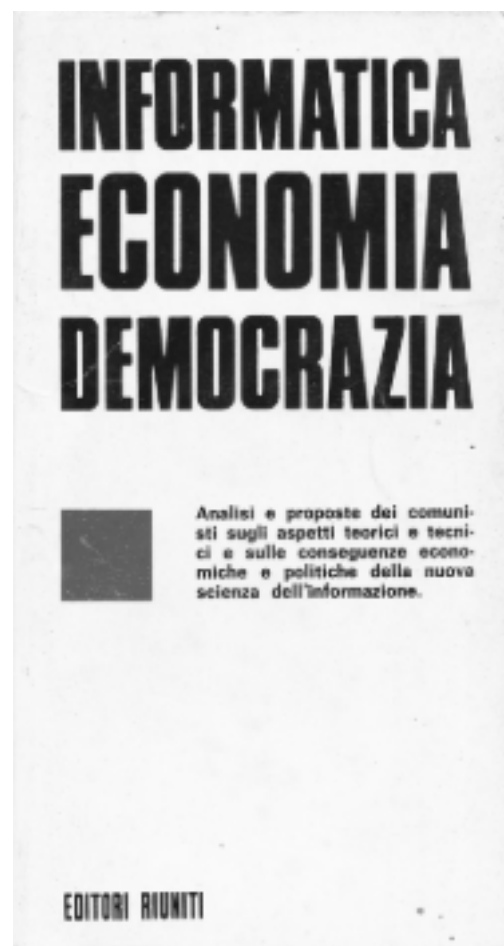 INFORMATICA
ECONOMIA
DEMOCRAZIA
Analisi e proposte dei comuni-
sti sugli aspetti teorici e tecni-
ci e sulle conseguenze econo-
miche e politiche della nuova
scienza dell'informazione.
EDITORI RIUNITI